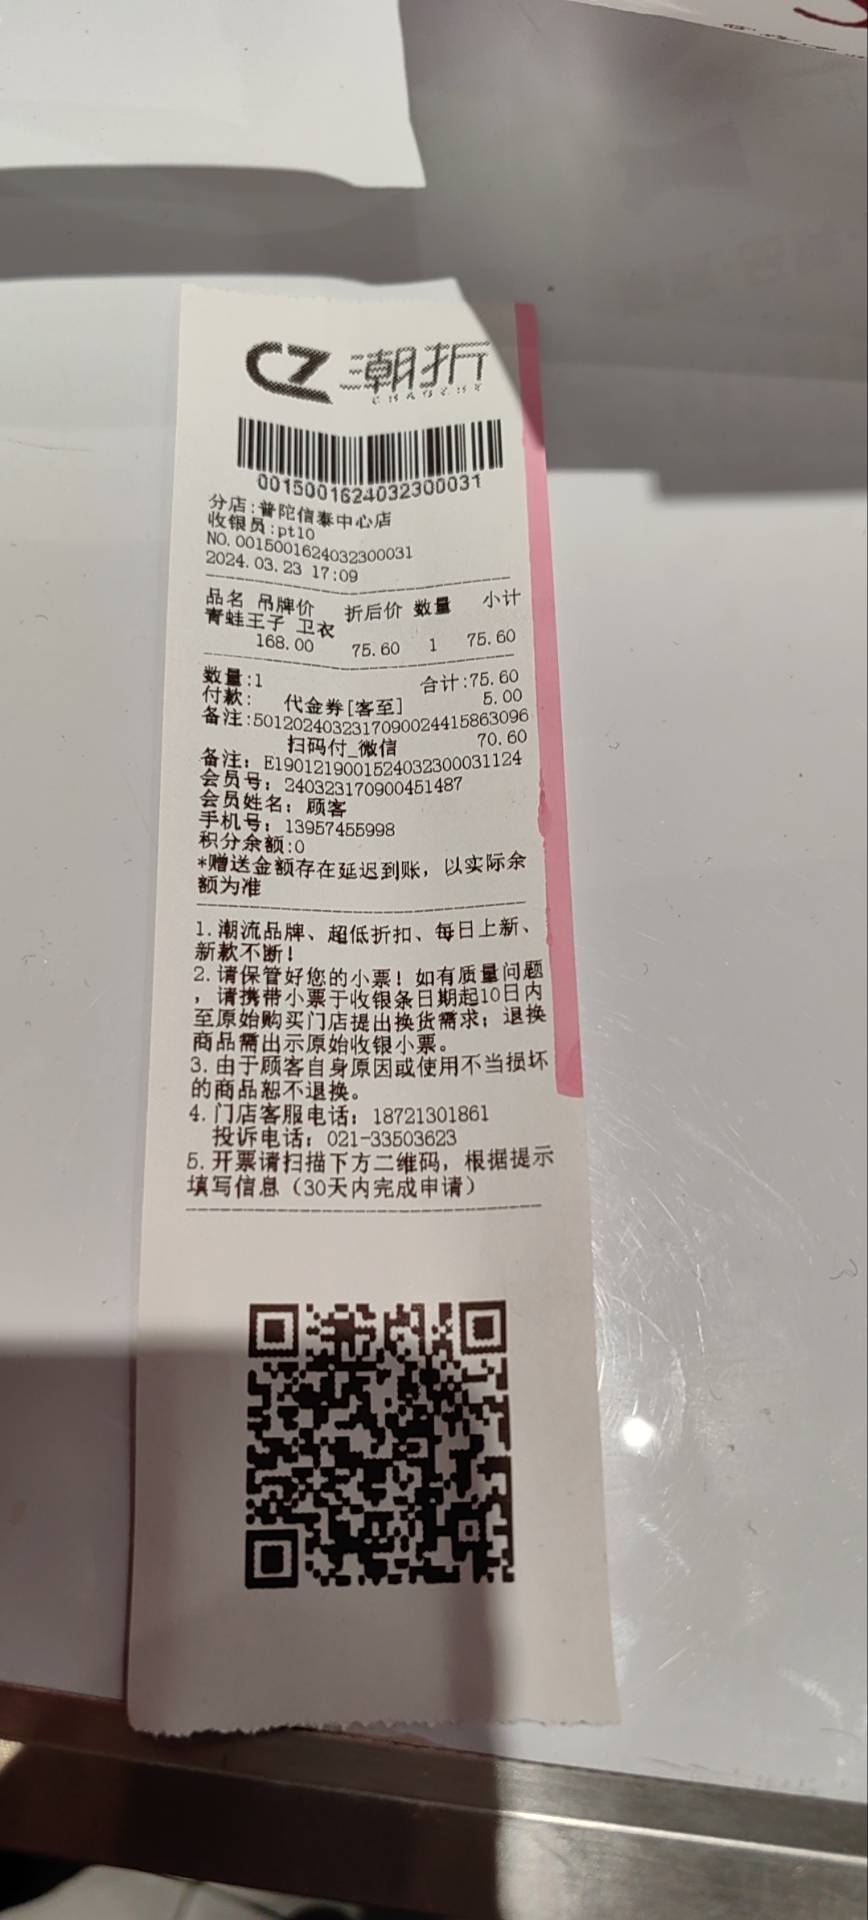 CZ 潮折
0015001624032300031
分店:普陀信泰中心店
收银员:pt10
NO.0015001624032300031
2024.03.23 17:09
品名 吊牌价 折后价 数量 小计
青蛙王子 卫衣
168.00 75.60 1 75.60
数量:1 合计:75.60
付款: 代金券[客至] 5.00
备注:50120240323170900244415863096
扫码付_微信 70.60
备注: E1901219001524032300031124
会员号: 240323170900451487
会员姓名: 顾客
手机号: 13957455998
积分余额:0
*赠送金额存在延迟到账，以实际余
额为准
1.潮流品牌、超低折扣、每日上新、
新款不断！
2.请保管好您的小票！如有质量问题
，请携带小票于收银条日期起10日内
至原始购买门店提出换货需求；退换
商品需出示原始收银小票。
3.由于顾客自身原因或使用不当损坏
的商品恕不退换。
4.门店客服电话: 18721301861
投诉电话: 021-33503623
5.开票请扫描下方二维码，根据提示
填写信息（30天内完成申请）